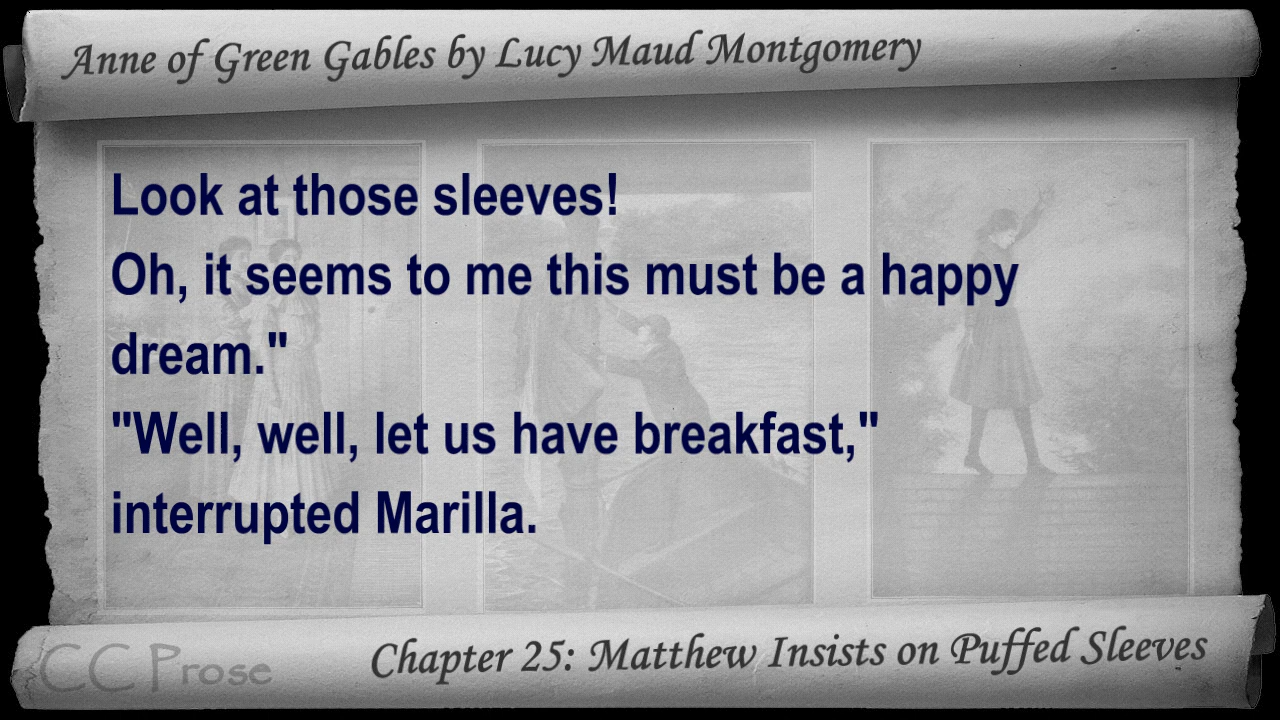 Anne of Green Gables by Lucy Maud Montgomery
Look at those sleeves!
Oh, it seems to me this must be a happy
dream."
"Well, well, let us have breakfast,"
interrupted Marilla.
CC Prose
Chapter 25: Matthew Insists on Puffed Sleeves